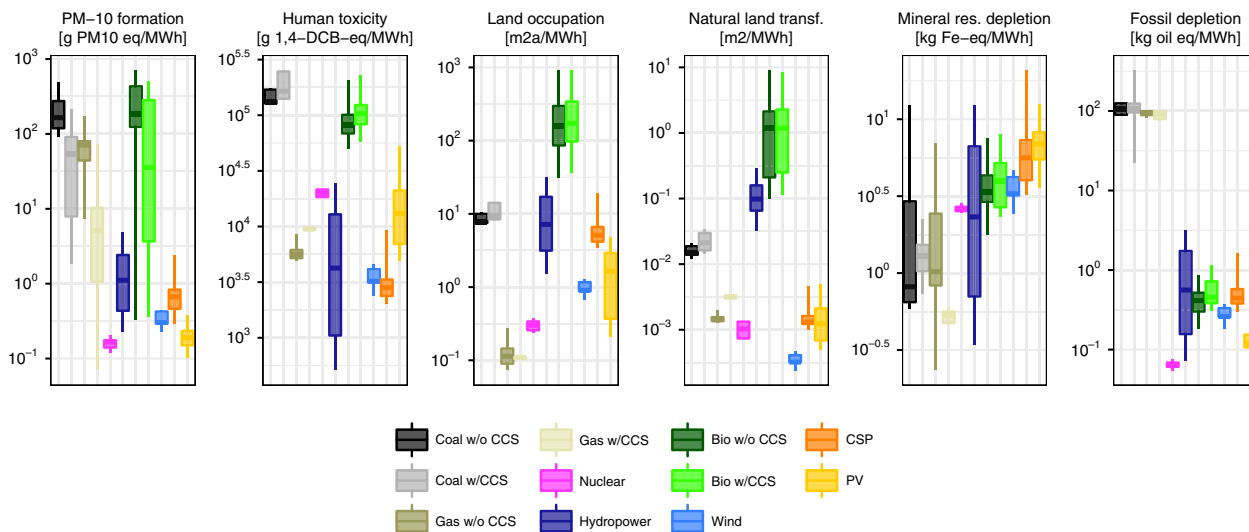 PM−10 formation
[g PM10 eq/MWh]
10^3
10^2
10^1
10^0
10^−1
Human toxicity
[g 1,4−DCB−eq/MWh]
10^5.5
10^5
10^4.5
10^4
10^3.5
10^3
Land occupation
[m2a/MWh]
10^3
10^2
10^1
10^0
10^−1
Natural land transf.
[m2/MWh]
10^1
10^0
10^−1
10^−2
10^−3
Mineral res. depletion
[kg Fe−eq/MWh]
10^1
10^0.5
10^0
10^−0.5
Fossil depletion
[kg oil eq/MWh]
10^2
10^1
10^0
10^−1
Coal w/o CCS
Gas w/CCS
Bio w/o CCS
CSP
Coal w/CCS
Nuclear
Bio w/CCS
PV
Gas w/o CCS
Hydropower
Wind